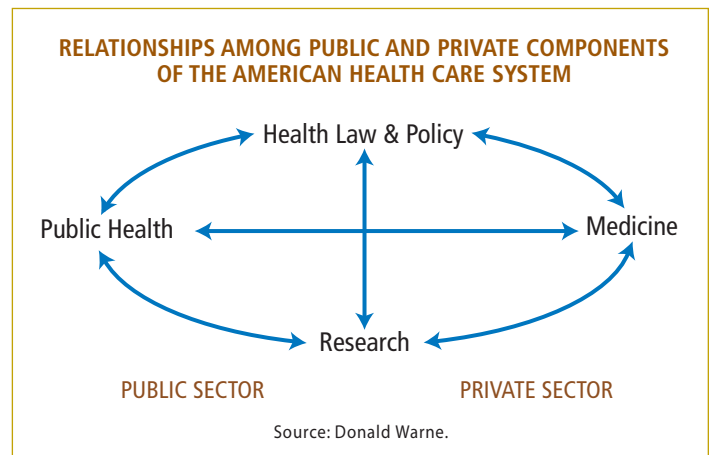 RELATIONSHIPS AMONG PUBLIC AND PRIVATE COMPONENTS
OF THE AMERICAN HEALTH CARE SYSTEM
Health Law & Policy
Public Health
Medicine
Research
PUBLIC SECTOR
PRIVATE SECTOR
Source: Donald Warne.